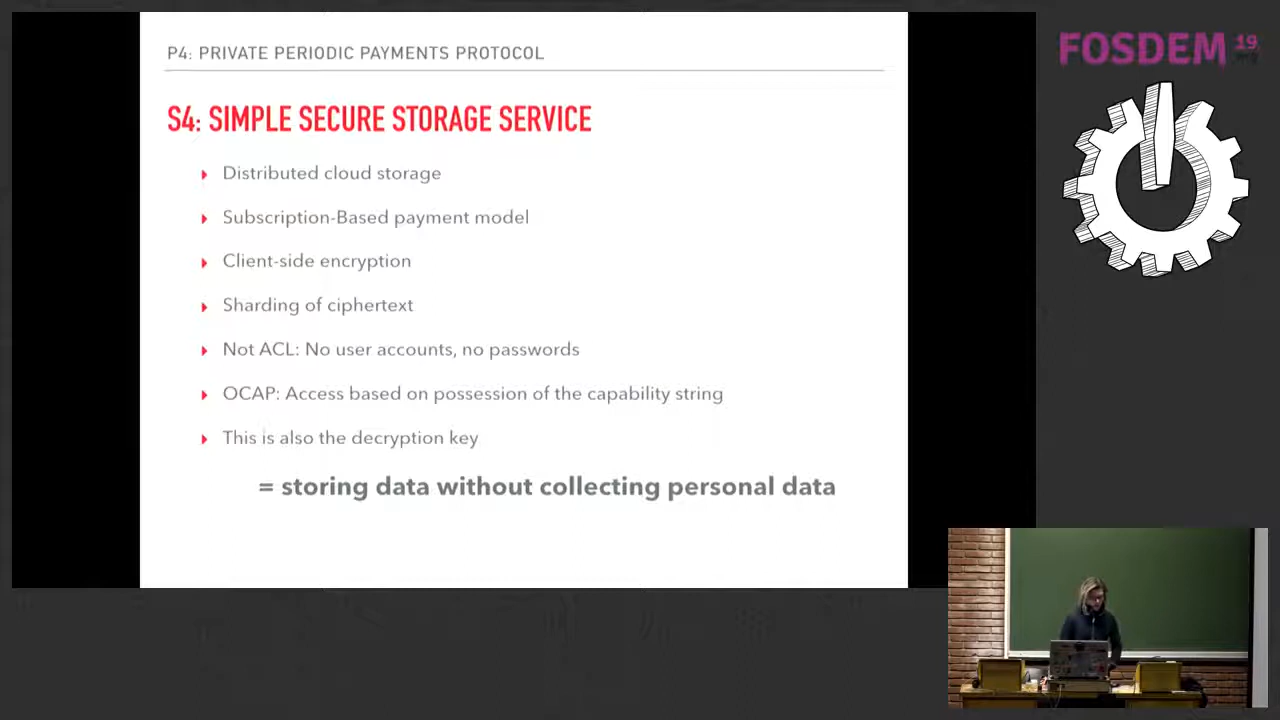 P4: PRIVATE PERIODIC PAYMENTS PROTOCOL
S4: SIMPLE SECURE STORAGE SERVICE
Distributed cloud storage
Subscription-Based payment model
Client-side encryption
Sharding of ciphertext
Not ACL: No user accounts, no passwords
OCAP: Access based on possession of the capability string
This is also the decryption key
= storing data without collecting personal data
FOSDEM 19